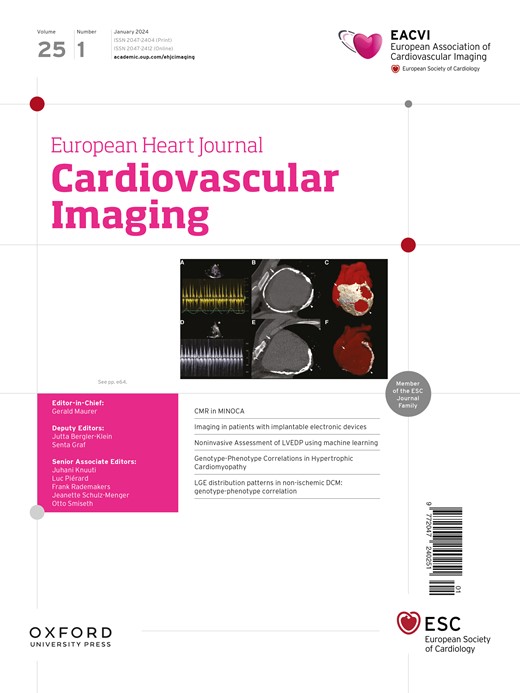 Volume
25
Number
1
January 2024
ISSN 2047-2404 (Print)
ISSN 2047-2412 (Online)
academic.oup.com/ehjcimaging
EACVI
European Association of
Cardiovascular Imaging
European Society of Cardiology
European Heart Journal
Cardiovascular
Imaging
A
B
C
D
E
F
See pp. e64.
Member
of the ESC
Journal
Family
Editor-in-Chief:
Gerald Maurer
Deputy Editors:
Jutta Bergler-Klein
Senta Graf
Senior Associate Editors:
Juhani Knuuti
Luc Piérard
Frank Rademakers
Jeanette Schulz-Menger
Otto Smiseth
CMR in MINOCA
Imaging in patients with implantable electronic devices
Noninvasive Assessment of LVEDP using machine learning
Genotype-Phenotype Correlations in Hypertrophic
Cardiomyopathy
LGE distribution patterns in non-ischemic DCM:
genotype-phenotype correlation
9 772047 240251
01
OXFORD
UNIVERSITY PRESS
ESC
European Society
of Cardiology